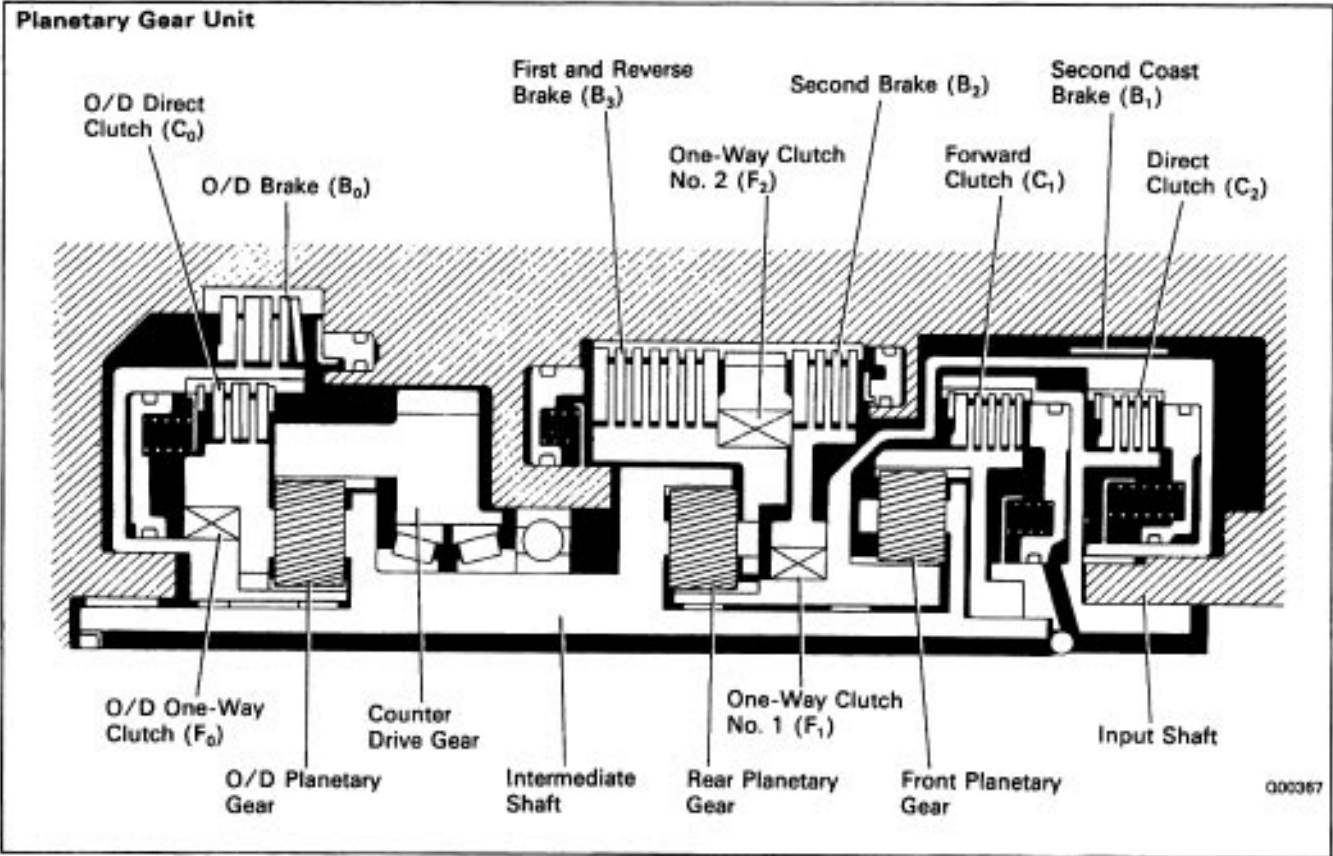 Planetary Gear Unit
First and Reverse
Brake (B₃)
Second Brake (B₂)
Second Coast
Brake (B₁)
O/D Direct
Clutch (C₀)
O/D Brake (B₀)
One-Way Clutch
No. 2 (F₂)
Forward
Clutch (C₁)
Direct
Clutch (C₂)
O/D One-Way
Clutch (F₀)
Counter
Drive Gear
One-Way Clutch
No. 1 (F₁)
Input Shaft
O/D Planetary
Gear
Intermediate
Shaft
Rear Planetary
Gear
Front Planetary
Gear
Q00367